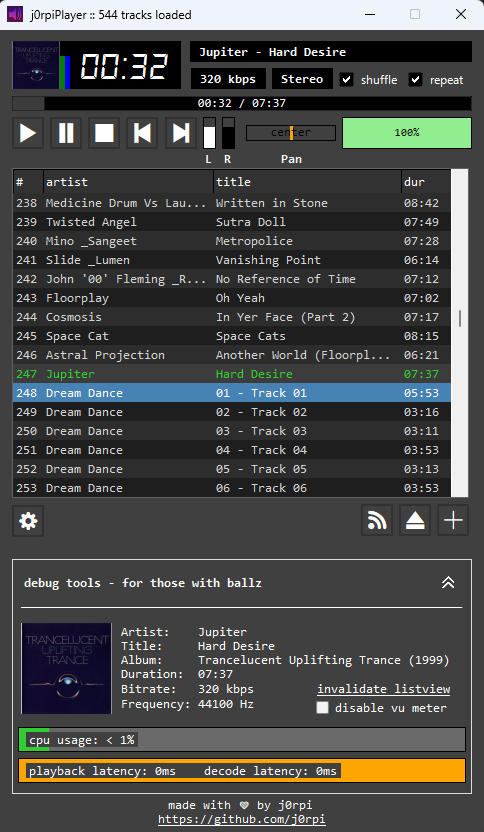 j0rpiPlayer :: 544 tracks loaded
TRANCELUCENT
UPLIFTING
TRANCE
00:32
Jupiter - Hard Desire
320 kbps Stereo shuffle repeat
00:32 / 07:37
center 100%
L R Pan
# artist title dur
238 Medicine Drum Vs Lau... Written in Stone 08:42
239 Twisted Angel Sutra Doll 07:49
240 Mino _Sangeet Metropolice 07:28
241 Slide _Lumen Vanishing Point 06:14
242 John '00' Fleming _R... No Reference of Time 07:12
243 Floorplay Oh Yeah 07:02
244 Cosmosis In Yer Face (Part 2) 07:17
245 Space Cat Space Cats 08:15
246 Astral Projection Another World (Floorpl... 06:21
247 Jupiter Hard Desire 07:37
248 Dream Dance 01 - Track 01 05:53
249 Dream Dance 02 - Track 02 03:16
250 Dream Dance 03 - Track 03 03:11
251 Dream Dance 04 - Track 04 03:53
252 Dream Dance 05 - Track 05 03:13
253 Dream Dance 06 - Track 06 03:53
debug tools - for those with ballz
TRANCELUCENT
UPLIFTING
TRANCE
Artist: Jupiter
Title: Hard Desire
Album: Trancelucent Uplifting Trance (1999)
Duration: 07:37
Bitrate: 320 kbps invalidate listview
Frequency: 44100 Hz disable vu meter
cpu usage: < 1%
playback latency: 0ms decode latency: 0ms
made with 🖤 by j0rpi
https://github.com/j0rpi